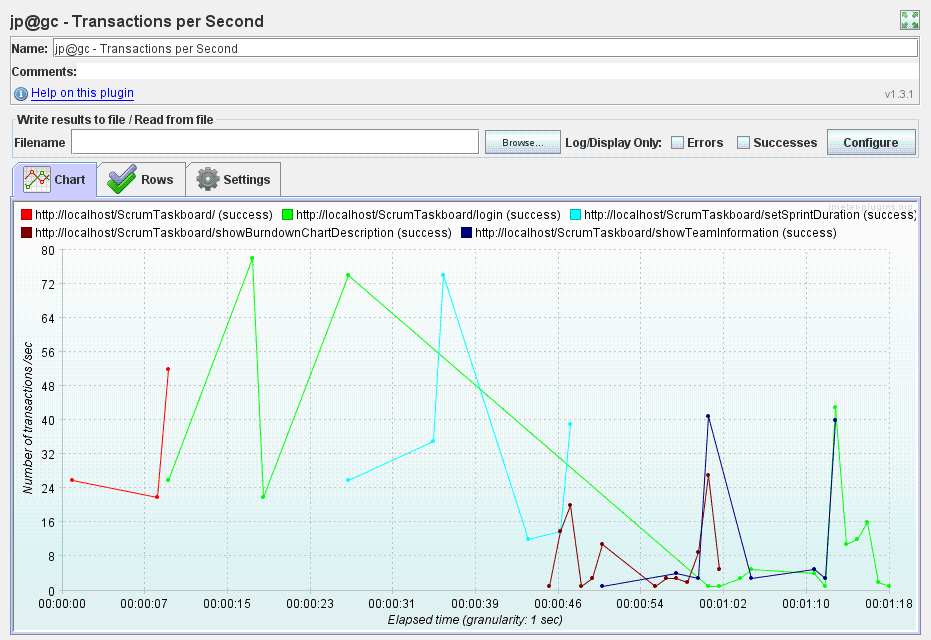 jp@gc - Transactions per Second
Name: jp@gc - Transactions per Second
Comments:
Help on this plugin
v1.3.1
Write results to file / Read from file
Filename Browse... Log/Display Only: Errors Successes Configure
Chart Rows Settings
jmeter-plugins.org
http://localhost/ScrumTaskboard/ (success) http://localhost/ScrumTaskboard/login (success) http://localhost/ScrumTaskboard/setSprintDuration (success)
http://localhost/ScrumTaskboard/showBurndownChartDescription (success) http://localhost/ScrumTaskboard/showTeamInformation (success)
80
72
64
56
48
40
32
24
16
8
0
Number of transactions /sec
00:00:00 00:00:07 00:00:15 00:00:23 00:00:31 00:00:39 00:00:46 00:00:54 00:01:02 00:01:10 00:01:18
Elapsed time (granularity: 1 sec)